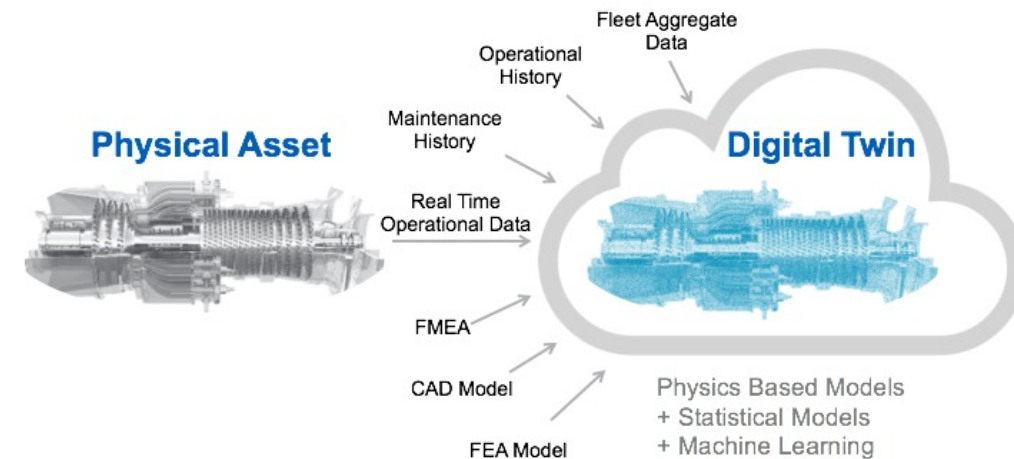 Fleet Aggregate
Data
Operational
History
Maintenance
History
Physical Asset
Digital Twin
Real Time
Operational Data
FMEA
CAD Model
FEA Model
Physics Based Models
+ Statistical Models
+ Machine Learning